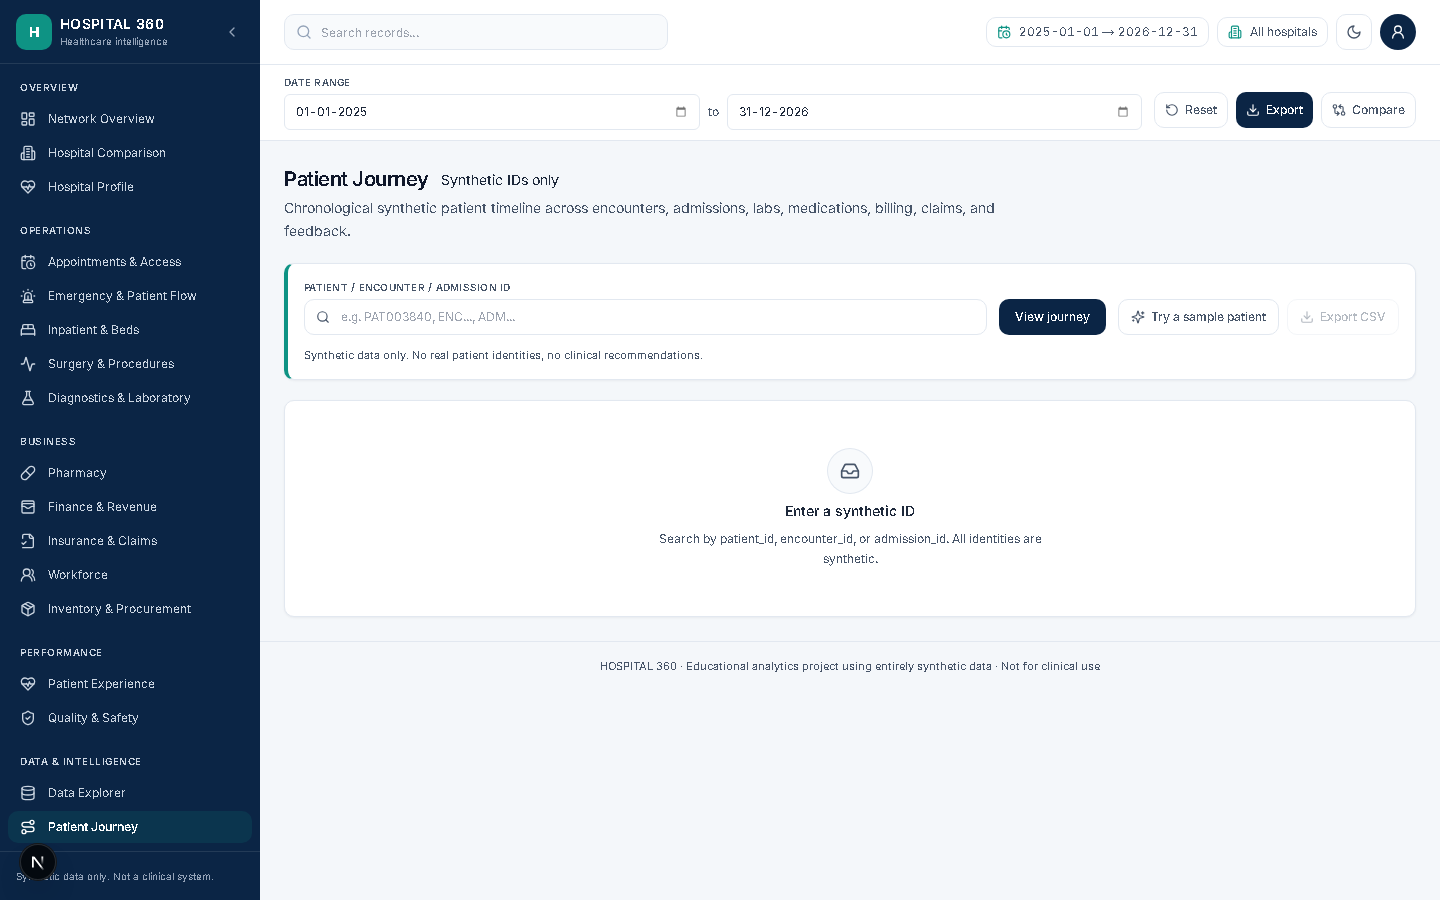 H
HOSPITAL 360
Healthcare intelligence
OVERVIEW
Network Overview
Hospital Comparison
Hospital Profile
OPERATIONS
Appointments & Access
Emergency & Patient Flow
Inpatient & Beds
Surgery & Procedures
Diagnostics & Laboratory
BUSINESS
Pharmacy
Finance & Revenue
Insurance & Claims
Workforce
Inventory & Procurement
PERFORMANCE
Patient Experience
Quality & Safety
DATA & INTELLIGENCE
Data Explorer
Patient Journey
N
data only. Not a clinical system.
Search records...
2025-01-01 → 2026-12-31
All hospitals
DATE RANGE
01-01-2025 to 31-12-2026
Reset
Export
Compare
Patient Journey Synthetic IDs only
Chronological synthetic patient timeline across encounters, admissions, labs, medications, billing, claims, and
feedback.
PATIENT / ENCOUNTER / ADMISSION ID
e.g. PAT003840, ENC..., ADM...
View journey
Try a sample patient
Export CSV
Synthetic data only. No real patient identities, no clinical recommendations.
Enter a synthetic ID
Search by patient_id, encounter_id, or admission_id. All identities are
synthetic.
HOSPITAL 360 · Educational analytics project using entirely synthetic data · Not for clinical use